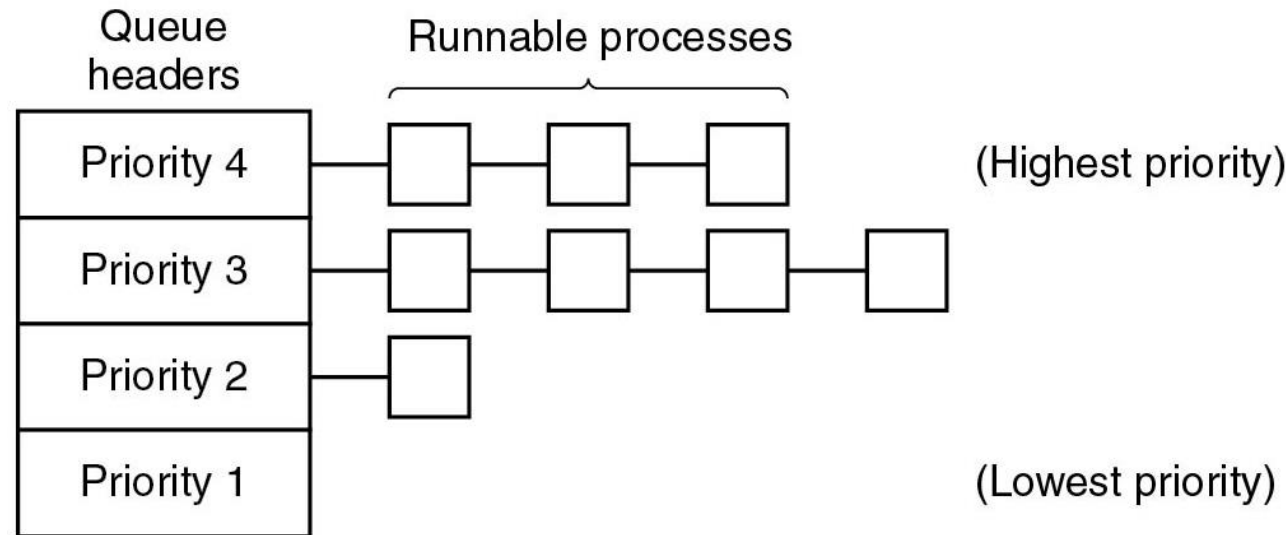 Queue
headers
Runnable processes
Priority 4
(Highest priority)
Priority 3
Priority 2
Priority 1
(Lowest priority)